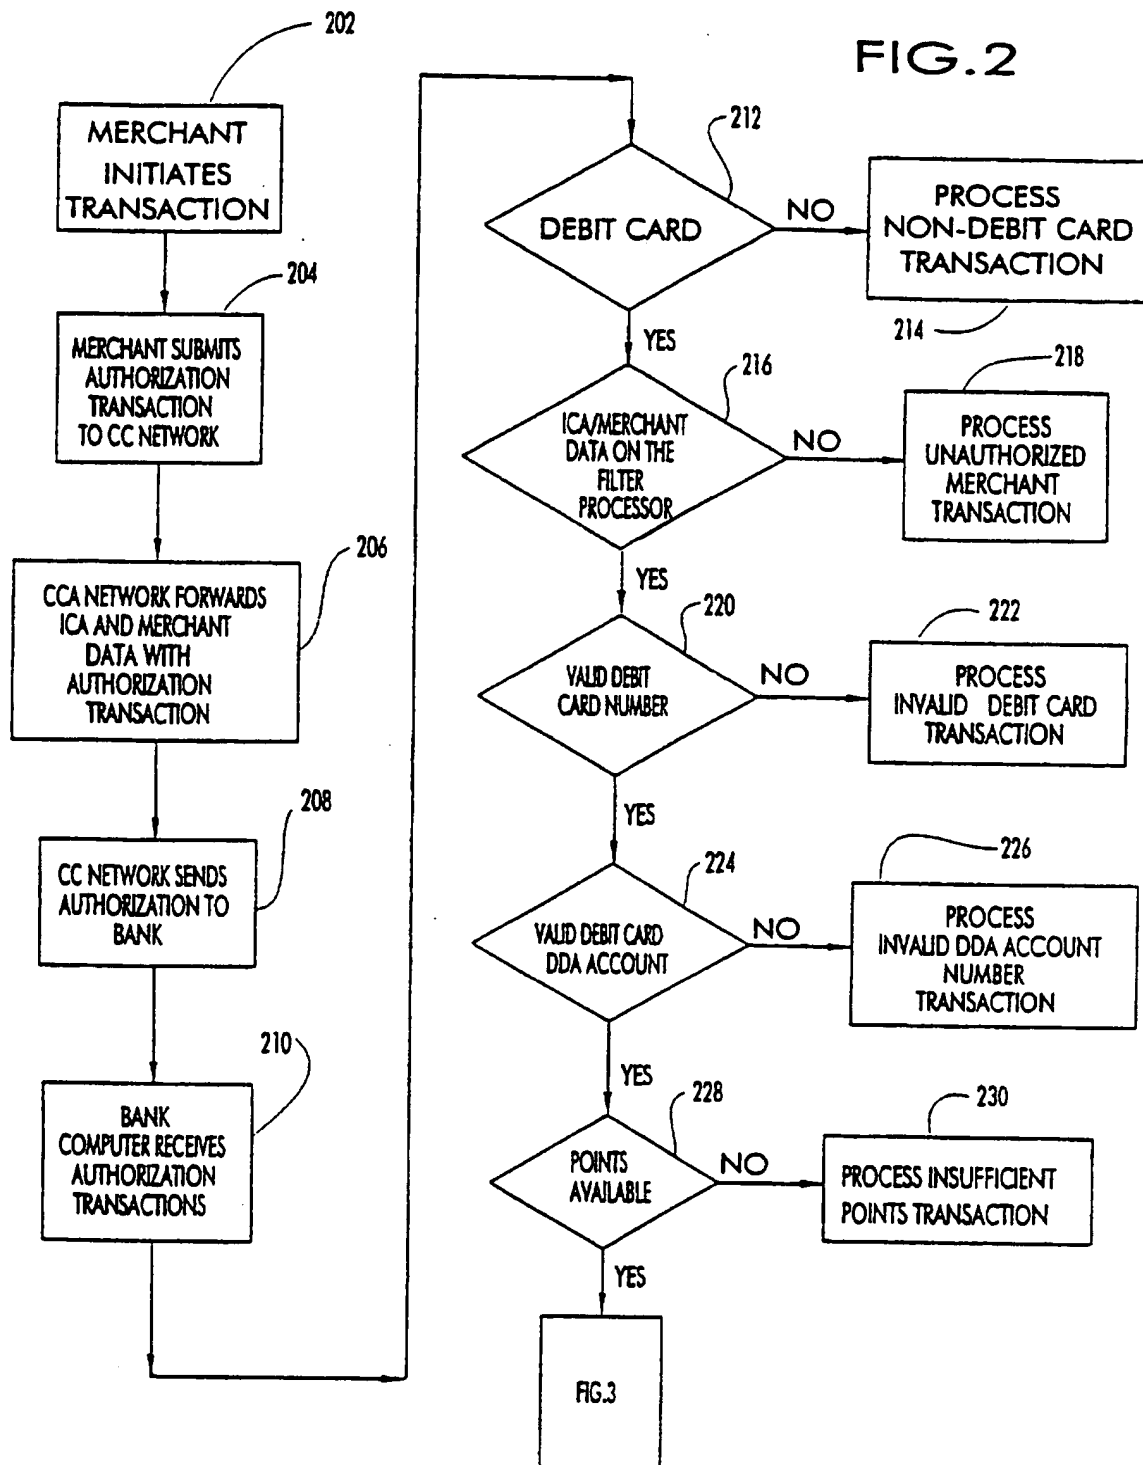 FIG.2
202
MERCHANT
INITIATES
TRANSACTION
204
MERCHANT SUBMITS
AUTHORIZATION
TRANSACTION
TO CC NETWORK
206
CCA NETWORK FORWARDS
ICA AND MERCHANT
DATA WITH
AUTHORIZATION
TRANSACTION
208
CC NETWORK SENDS
AUTHORIZATION TO
BANK
210
BANK
COMPUTER RECEIVES
AUTHORIZATION
TRANSACTIONS
212
DEBIT CARD
NO
PROCESS
NON-DEBIT CARD
TRANSACTION
214
YES
216
ICA/MERCHANT
DATA ON THE
FILTER
PROCESSOR
NO
218
PROCESS
UNAUTHORIZED
MERCHANT
TRANSACTION
YES
220
VALID DEBIT
CARD NUMBER
NO
222
PROCESS
INVALID DEBIT CARD
TRANSACTION
YES
224
VALID DEBIT CARD
DDA ACCOUNT
NO
226
PROCESS
INVALID DDA ACCOUNT
NUMBER
TRANSACTION
YES
228
POINTS
AVAILABLE
NO
230
PROCESS INSUFFICIENT
POINTS TRANSACTION
YES
FIG.3